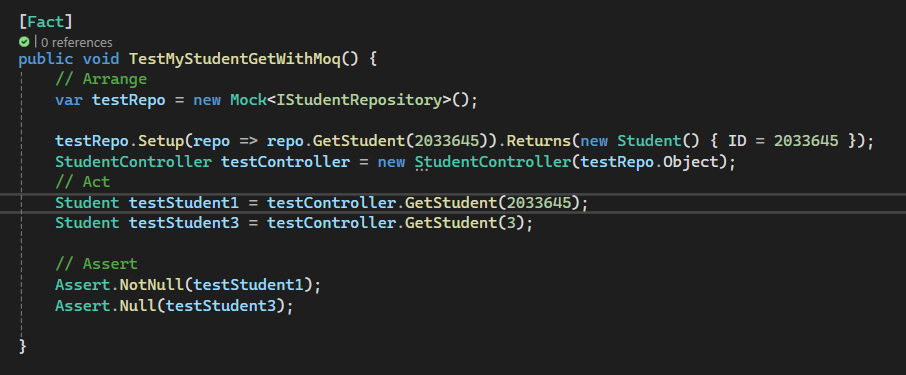 [Fact]
| 0 references
public void TestMyStudentGetWithMoq() {
// Arrange
var testRepo = new Mock<IStudentRepository>();
testRepo.Setup(repo => repo.GetStudent(2033645)).Returns(new Student() { ID = 2033645 });
StudentController testController = new StudentController(testRepo.Object);
// Act
Student testStudent1 = testController.GetStudent(2033645);
Student testStudent3 = testController.GetStudent(3);
// Assert
Assert.NotNull(testStudent1);
Assert.Null(testStudent3);
}